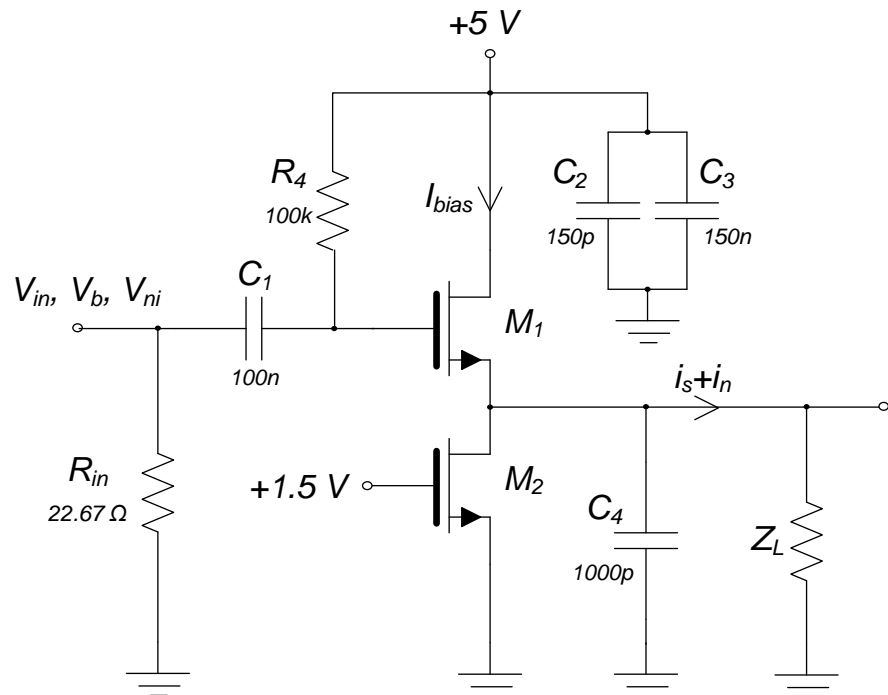 +5 V
R4
100k
Ibias
C2
150p
C3
150n
Vin, Vb, Vni
C1
100n
M1
is+in
Rin
22.67 Ω
+1.5 V
M2
C4
1000p
ZL